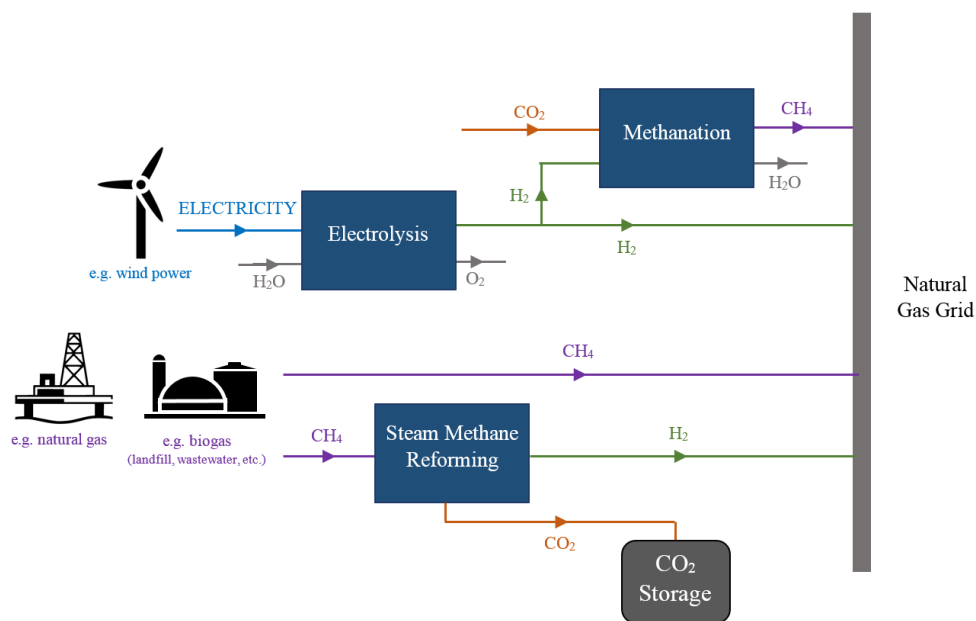 CO₂
Methanation
CH₄
H₂O
H₂
ELECTRICITY
Electrolysis
H₂
e.g. wind power
H₂O
O₂
Natural
Gas Grid
CH₄
e.g. natural gas
e.g. biogas
(landfill, wastewater, etc.)
CH₄
Steam Methane
Reforming
H₂
CO₂
CO₂
Storage